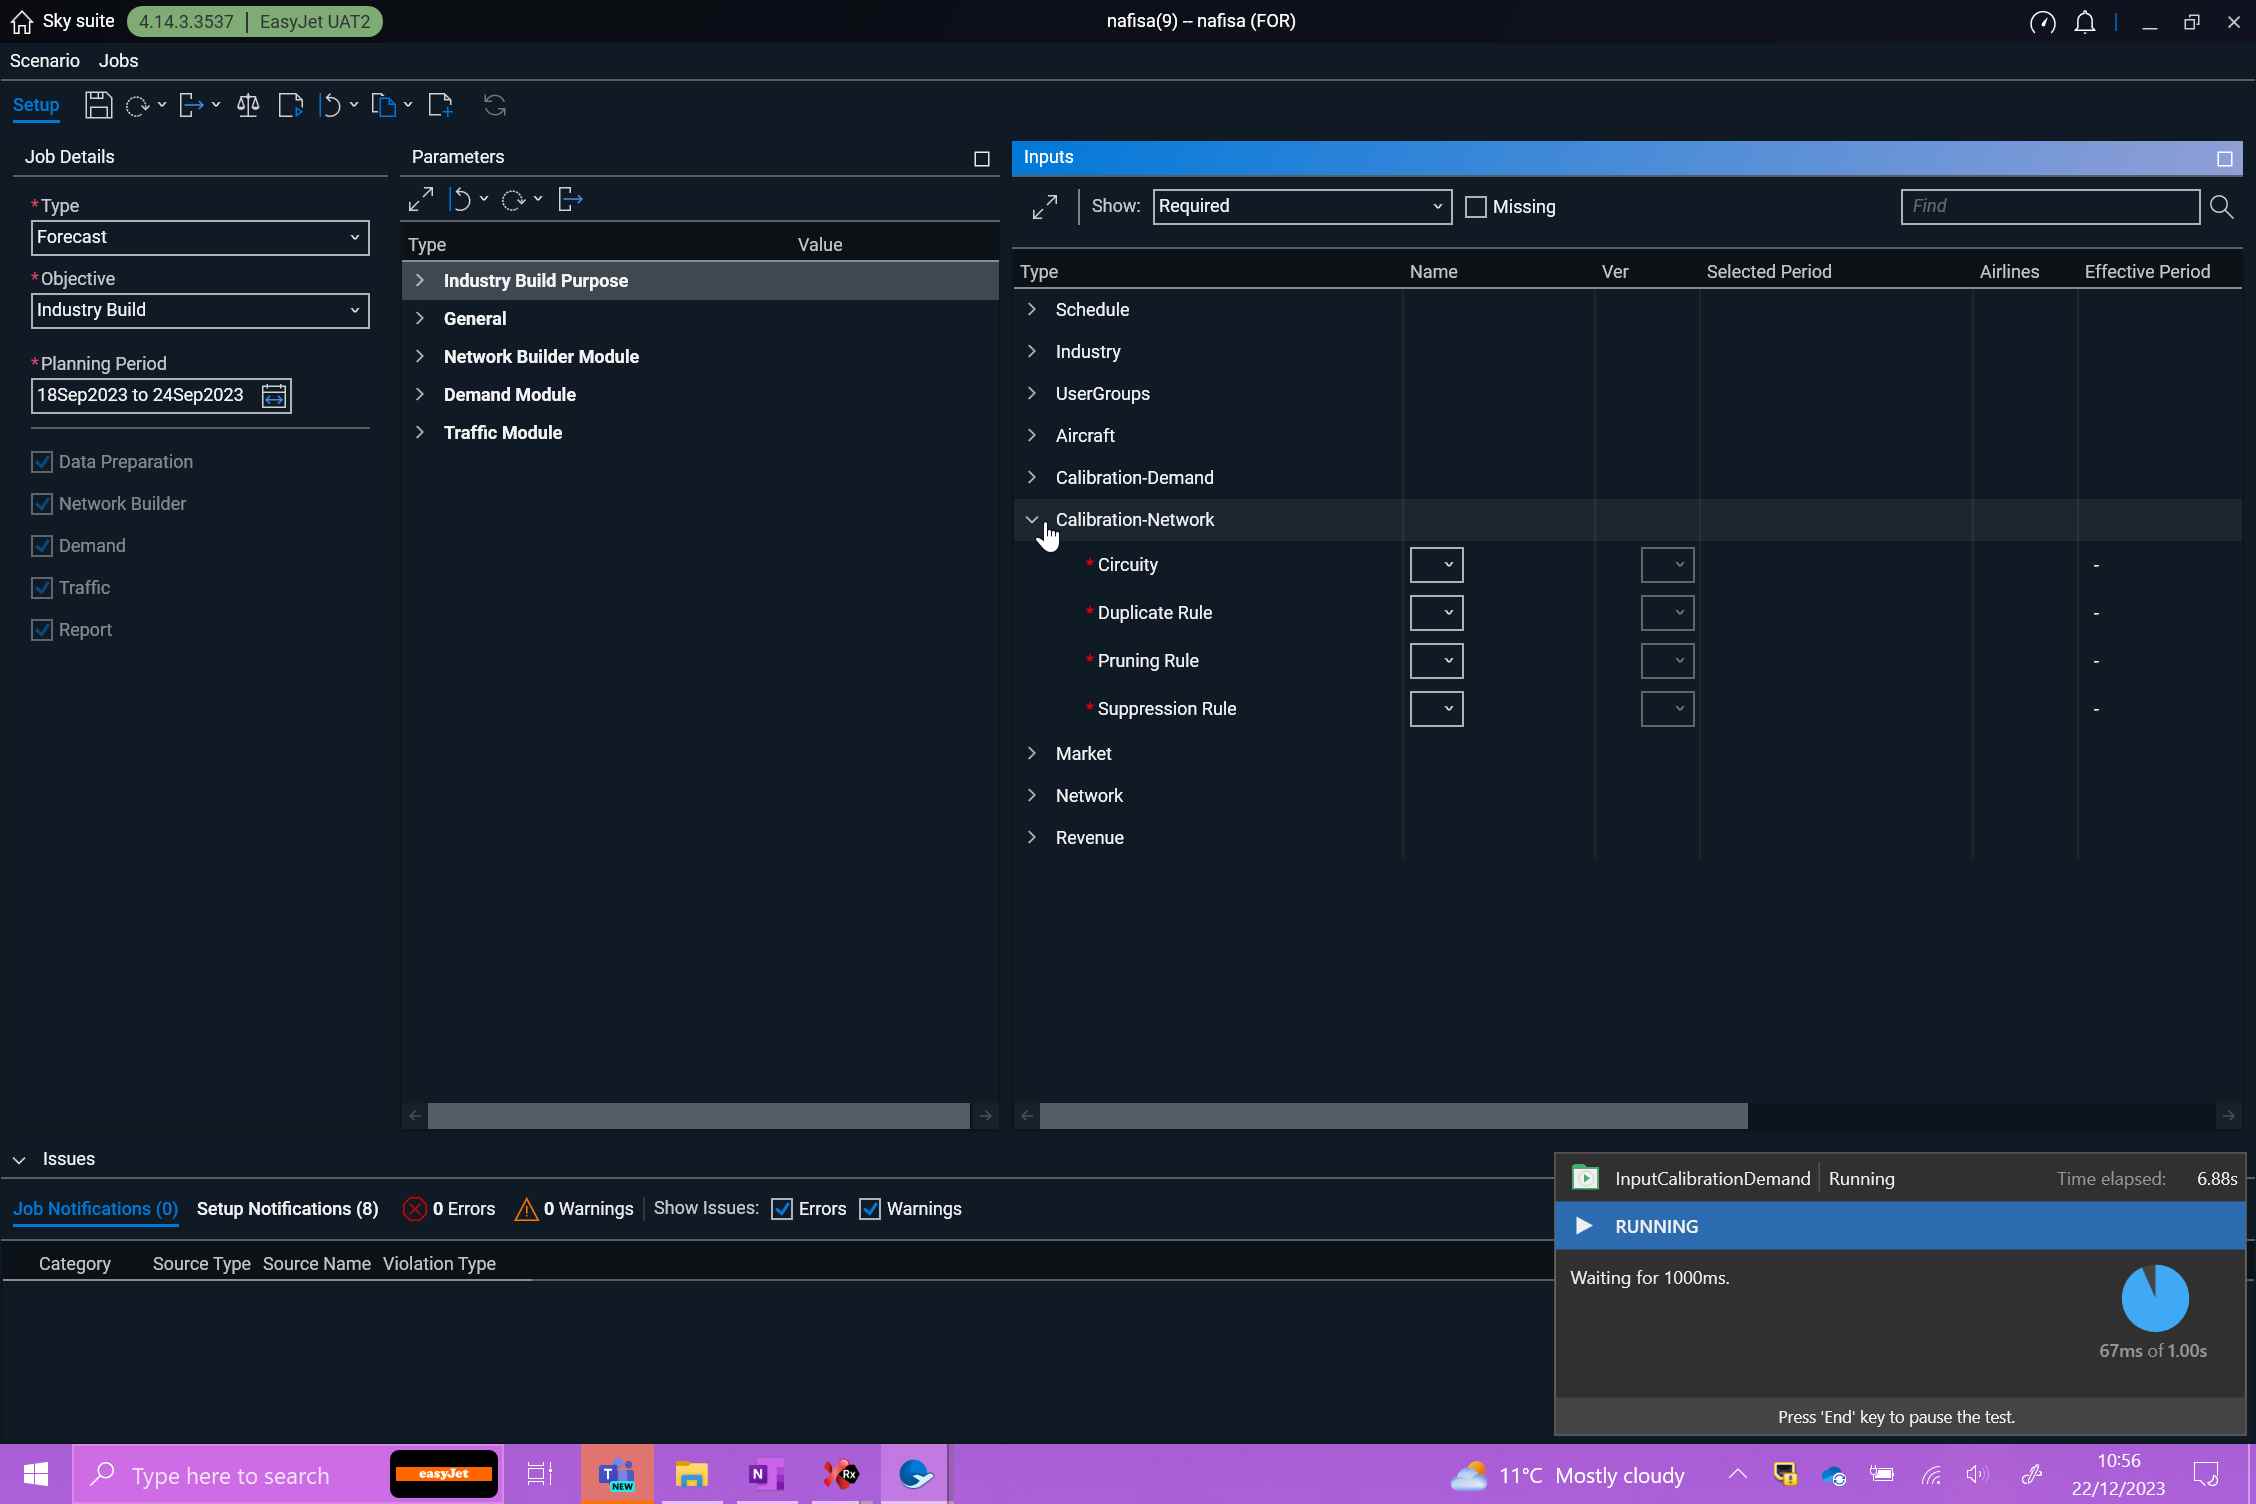 Sky suite 4.14.3.3537 | EasyJet UAT2 nafisa(9) – nafisa (FOR)
Scenario Jobs
Setup
Job Details
*Type
Forecast
*Objective
Industry Build
*Planning Period
18Sep2023 to 24Sep2023
Data Preparation
Network Builder
Demand
Traffic
Report
Parameters
Type Value
Industry Build Purpose
General
Network Builder Module
Demand Module
Traffic Module
Inputs
Show: Required Missing Find
Type Name Ver Selected Period Airlines Effective Period
Schedule
Industry
UserGroups
Aircraft
Calibration-Demand
Calibration-Network
* Circuity -
* Duplicate Rule -
* Pruning Rule -
* Suppression Rule -
Market
Network
Revenue
Issues
Job Notifications (0) Setup Notifications (8) 0 Errors 0 Warnings Show Issues: Errors Warnings
Category Source Type Source Name Violation Type
InputCalibrationDemand | Running Time elapsed: 6.88s
RUNNING
Waiting for 1000ms.
67ms of 1.00s
Press 'End' key to pause the test.
Type here to search easyJet T NEW N Rx 11°C Mostly cloudy
10:56
22/12/2023